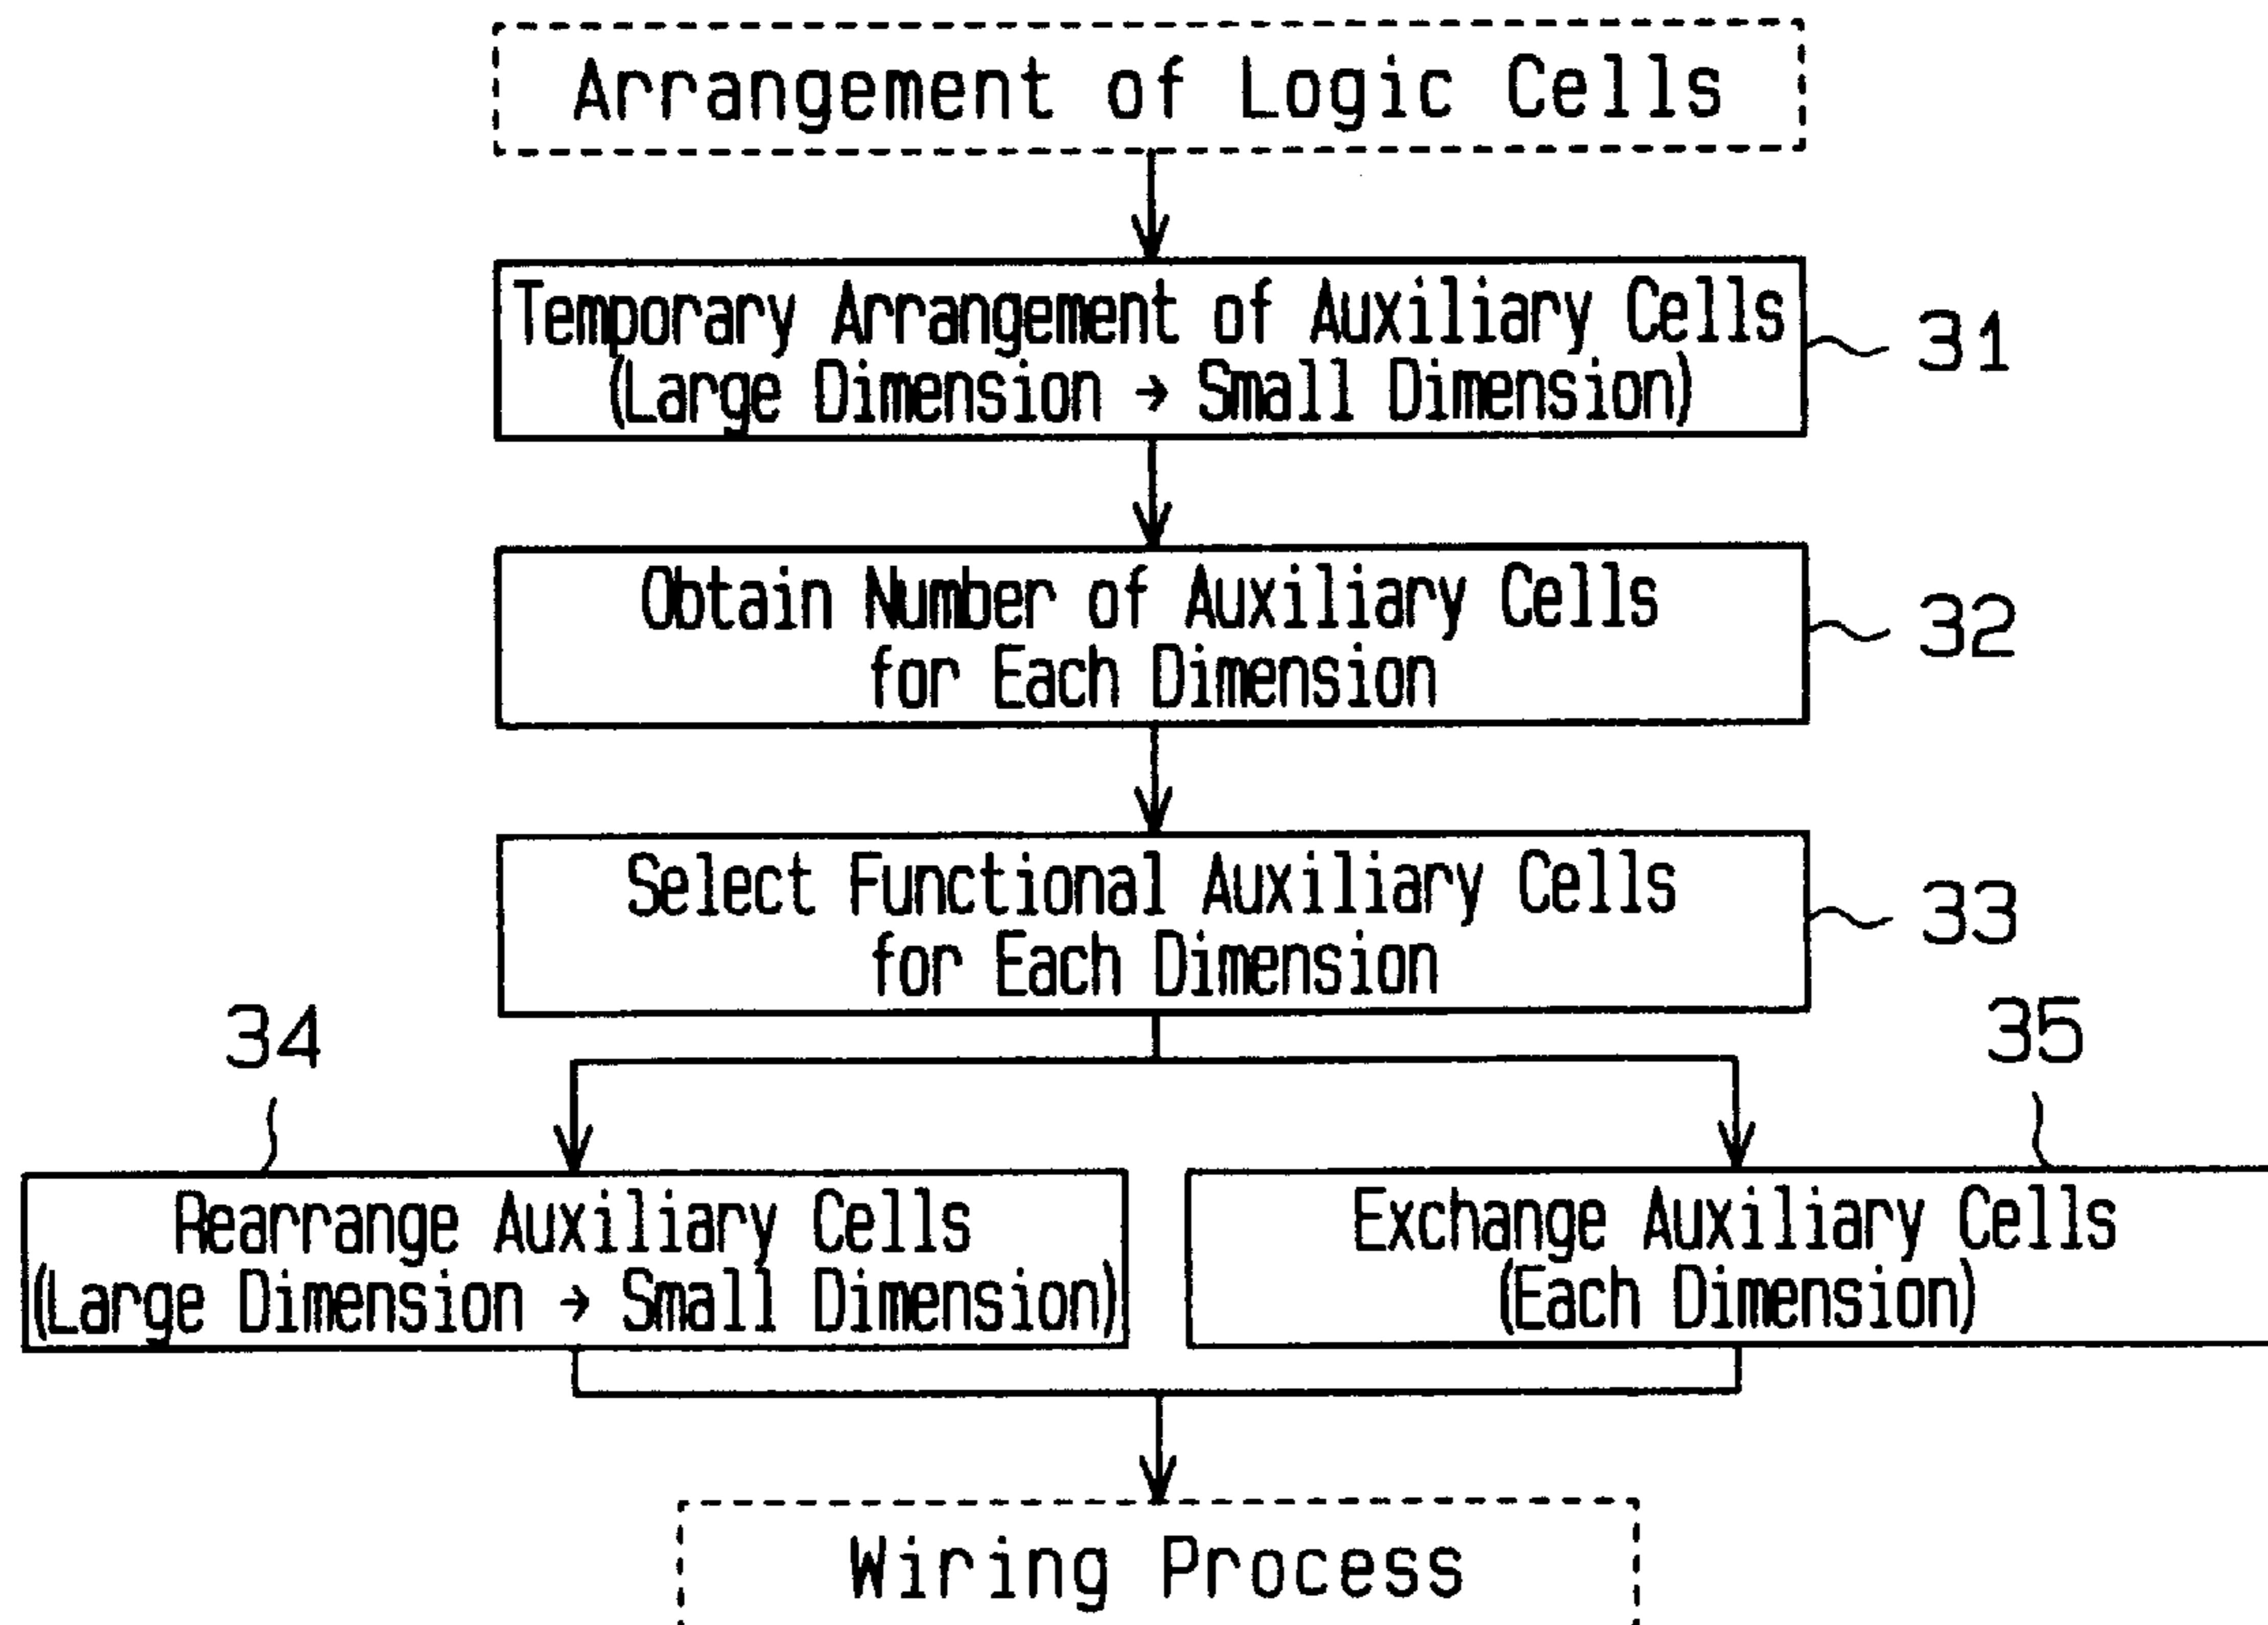 Arrangement of Logic Cells
Temporary Arrangement of Auxiliary Cells
(Large Dimension → Small Dimension)
31
Obtain Number of Auxiliary Cells
for Each Dimension
32
Select Functional Auxiliary Cells
for Each Dimension
33
34
35
Rearrange Auxiliary Cells
(Large Dimension → Small Dimension)
Exchange Auxiliary Cells
(Each Dimension)
Wiring Process